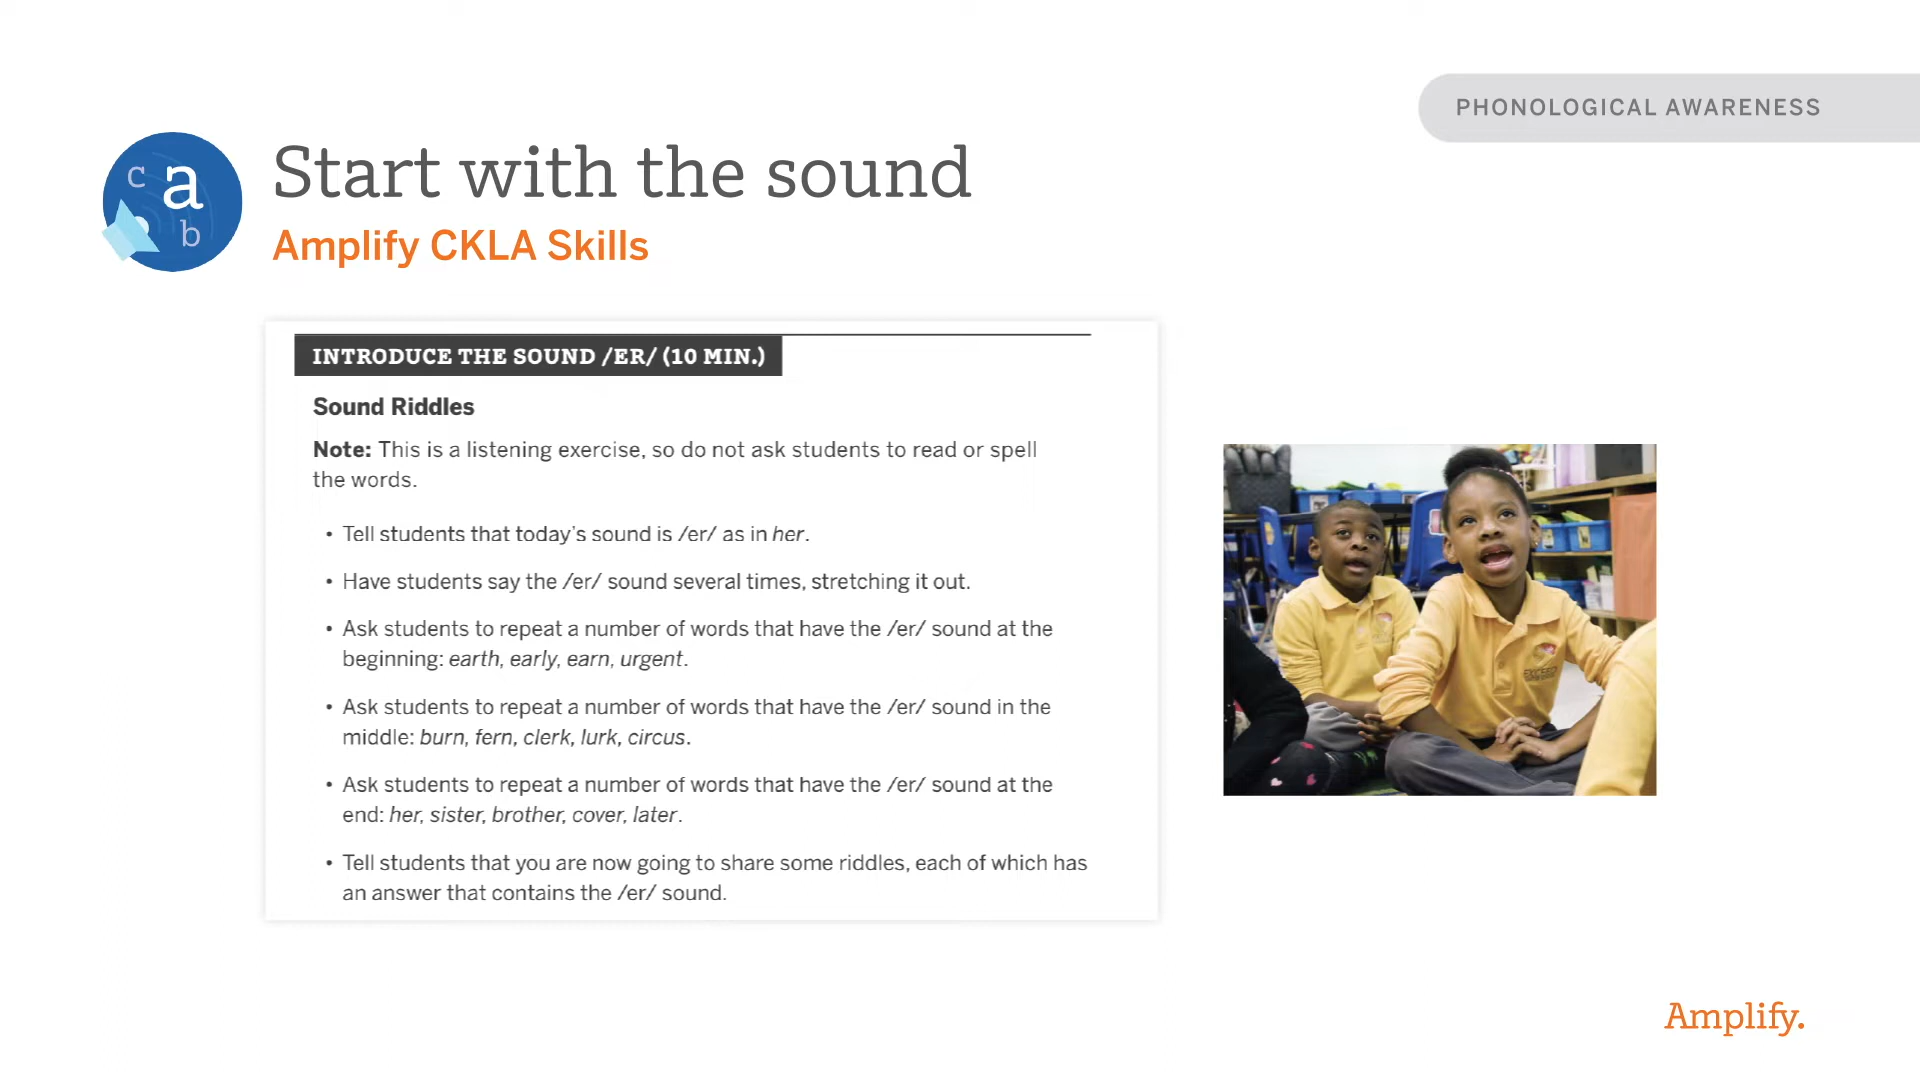 PHONOLOGICAL AWARENESS
c a
b
Start with the sound
Amplify CKLA Skills
INTRODUCE THE SOUND /ER/ (10 MIN.)
Sound Riddles
Note: This is a listening exercise, so do not ask students to read or spell
the words.
• Tell students that today's sound is /er/ as in her.
• Have students say the /er/ sound several times, stretching it out.
• Ask students to repeat a number of words that have the /er/ sound at the
beginning: earth, early, earn, urgent.
• Ask students to repeat a number of words that have the /er/ sound in the
middle: burn, fern, clerk, lurk, circus.
• Ask students to repeat a number of words that have the /er/ sound at the
end: her, sister, brother, cover, later.
• Tell students that you are now going to share some riddles, each of which has
an answer that contains the /er/ sound.
Amplify.